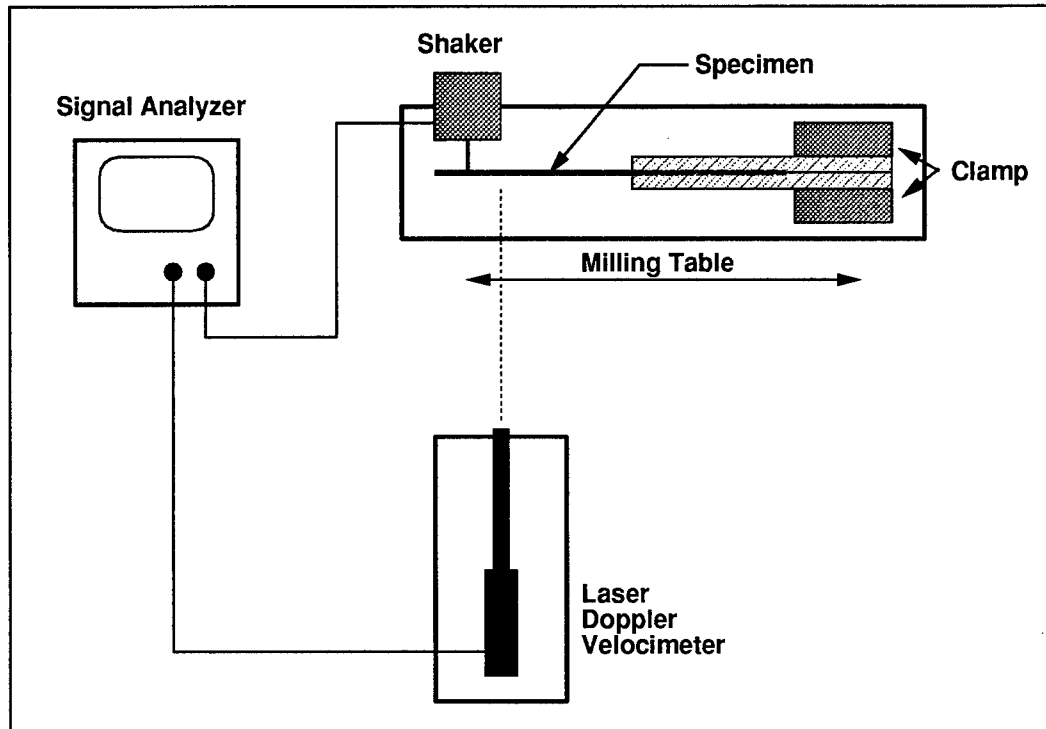 Shaker
Specimen
Signal Analyzer
Clamp
Milling Table
Laser
Doppler
Velocimeter